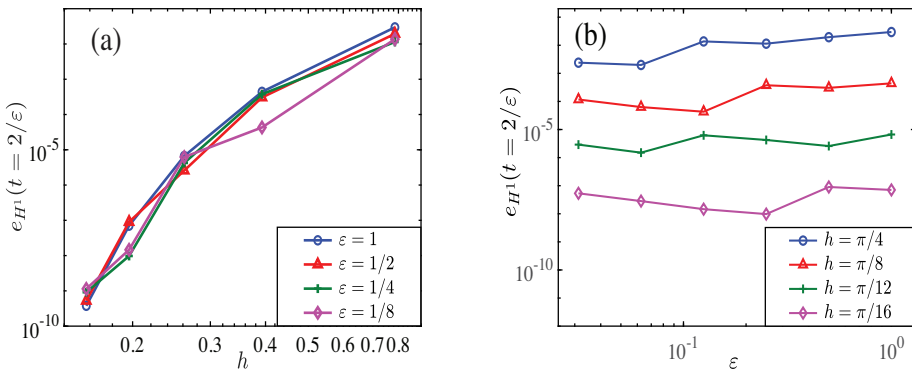 (a)
e_{H^1}(t = 2/ε)
10^{-5}
10^{-10}
0.2 0.3 0.4 0.5 0.6 0.7 0.8
h
ε = 1
ε = 1/2
ε = 1/4
ε = 1/8
(b)
e_{H^1}(t = 2/ε)
10^{-5}
10^{-10}
10^{-1} 10^{0}
ε
h = π/4
h = π/8
h = π/12
h = π/16